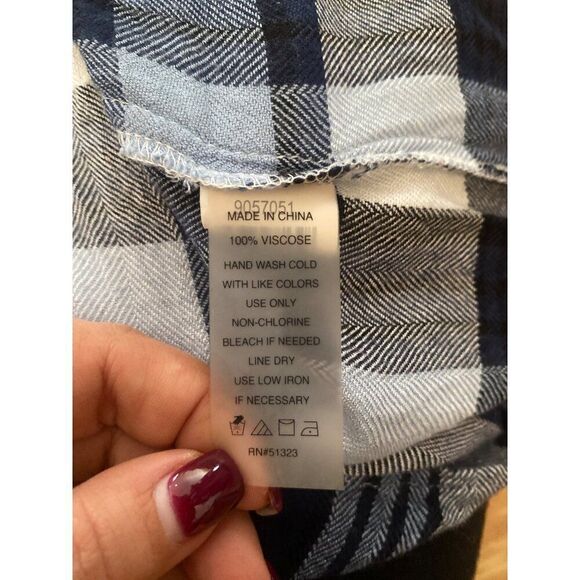 9057051
MADE IN CHINA
100% VISCOSE
HAND WASH COLD
WITH LIKE COLORS
USE ONLY
NON-CHLORINE
BLEACH IF NEEDED
LINE DRY
USE LOW IRON
IF NECESSARY
RN#51323